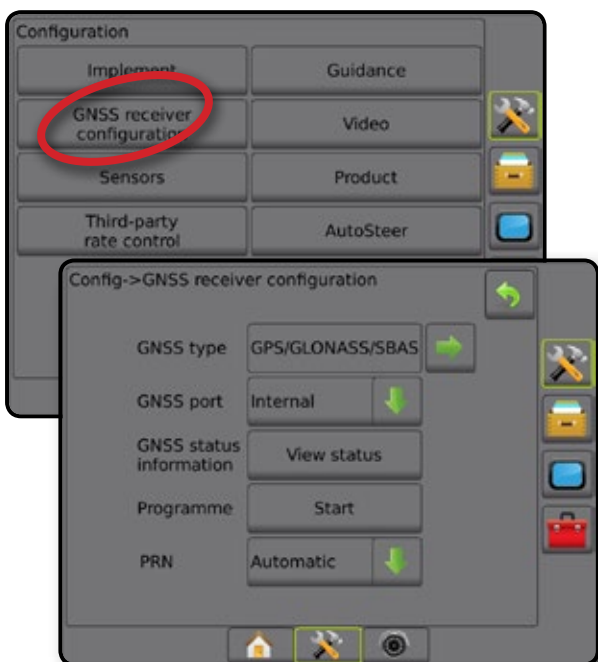 Configuration
Implement
Guidance
GNSS receiver
configuration
Video
Sensors
Product
Third-party
rate control
AutoSteer
Config->GNSS receiver configuration
GNSS type
GPS/GLONASS/SBAS
GNSS port
Internal
GNSS status
information
View status
Programme
Start
PRN
Automatic